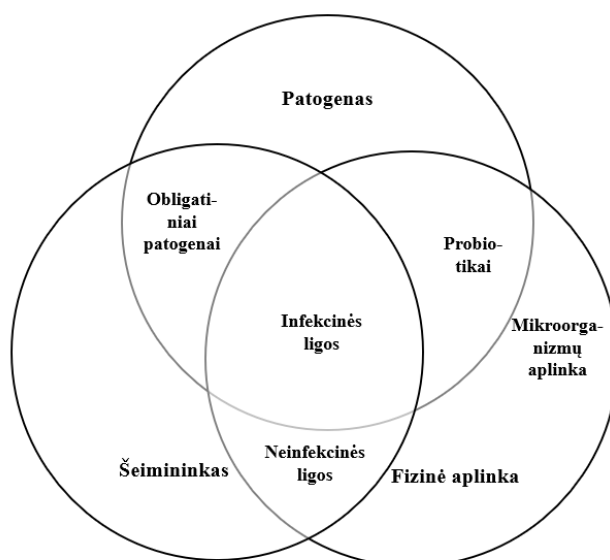 Patogenas
Obligati-
niai
patogenai
Probio-
tikai
Infekcinės
ligos
Mikroorga-
nizmų
aplinka
Šeimininkas
Neinfekcinės
ligos
Fizinė aplinka